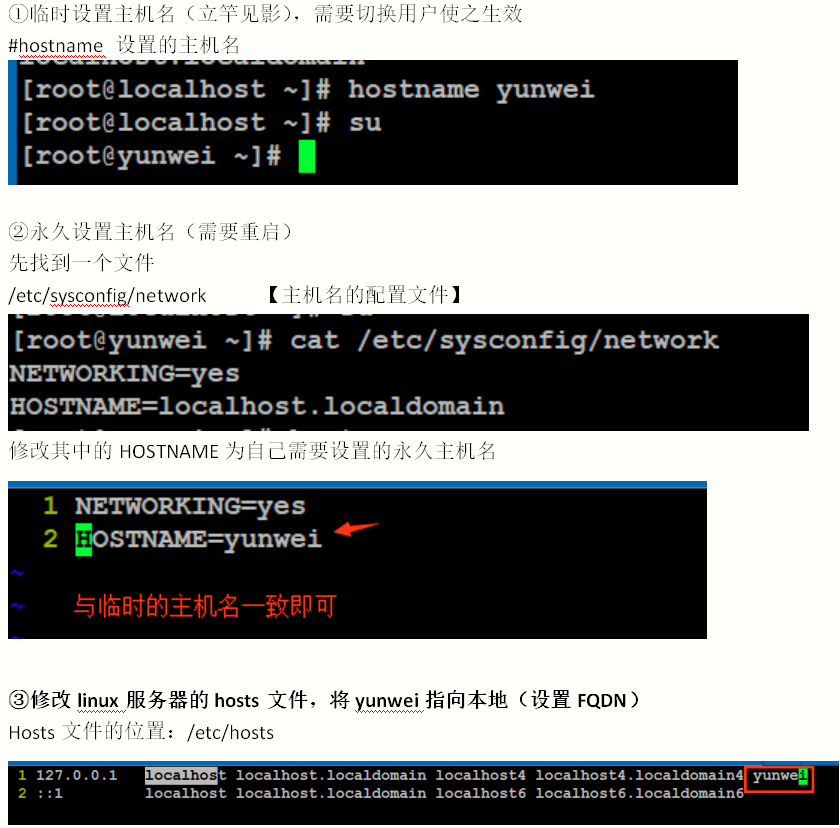 ①临时设置主机名（立竿见影），需要切换用户使之生效
#hostname 设置的主机名
[root@localhost ~]# hostname yunwei
[root@localhost ~]# su
[root@yunwei ~]#
②永久设置主机名（需要重启）
先找到一个文件
/etc/sysconfig/network 【主机名的配置文件】
[root@yunwei ~]# cat /etc/sysconfig/network
NETWORKING=yes
HOSTNAME=localhost.localdomain
修改其中的 HOSTNAME 为自己需要设置的永久主机名
1 NETWORKING=yes
2 HOSTNAME=yunwei
~
~ 与临时的主机名一致即可
~
③修改 linux 服务器的 hosts 文件，将 yunwei 指向本地（设置 FQDN）
Hosts 文件的位置：/etc/hosts
1 127.0.0.1 localhost localhost.localdomain localhost4 localhost4.localdomain4 yunwei
2 ::1 localhost localhost.localdomain localhost6 localhost6.localdomain6